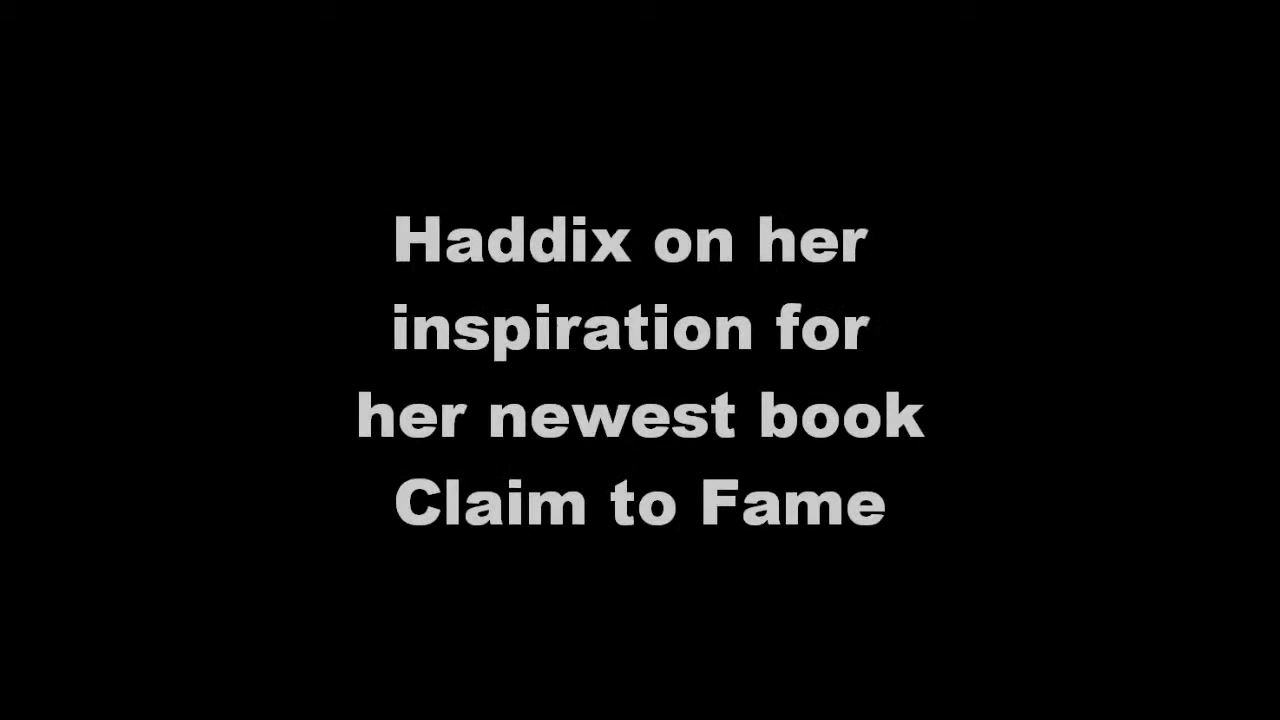 Haddix on her
inspiration for
her newest book
Claim to Fame